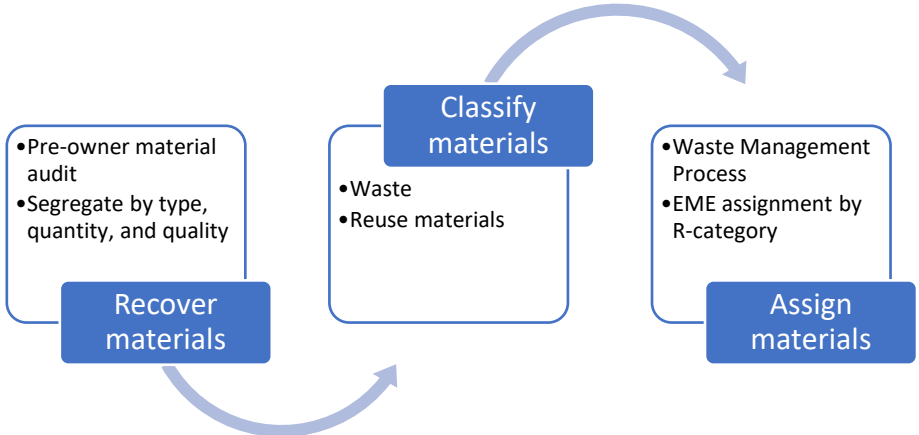 •Pre-owner material
audit
•Segregate by type,
quantity, and quality
Recover
materials
Classify
materials
•Waste
•Reuse materials
•Waste Management
Process
•EME assignment by
R-category
Assign
materials